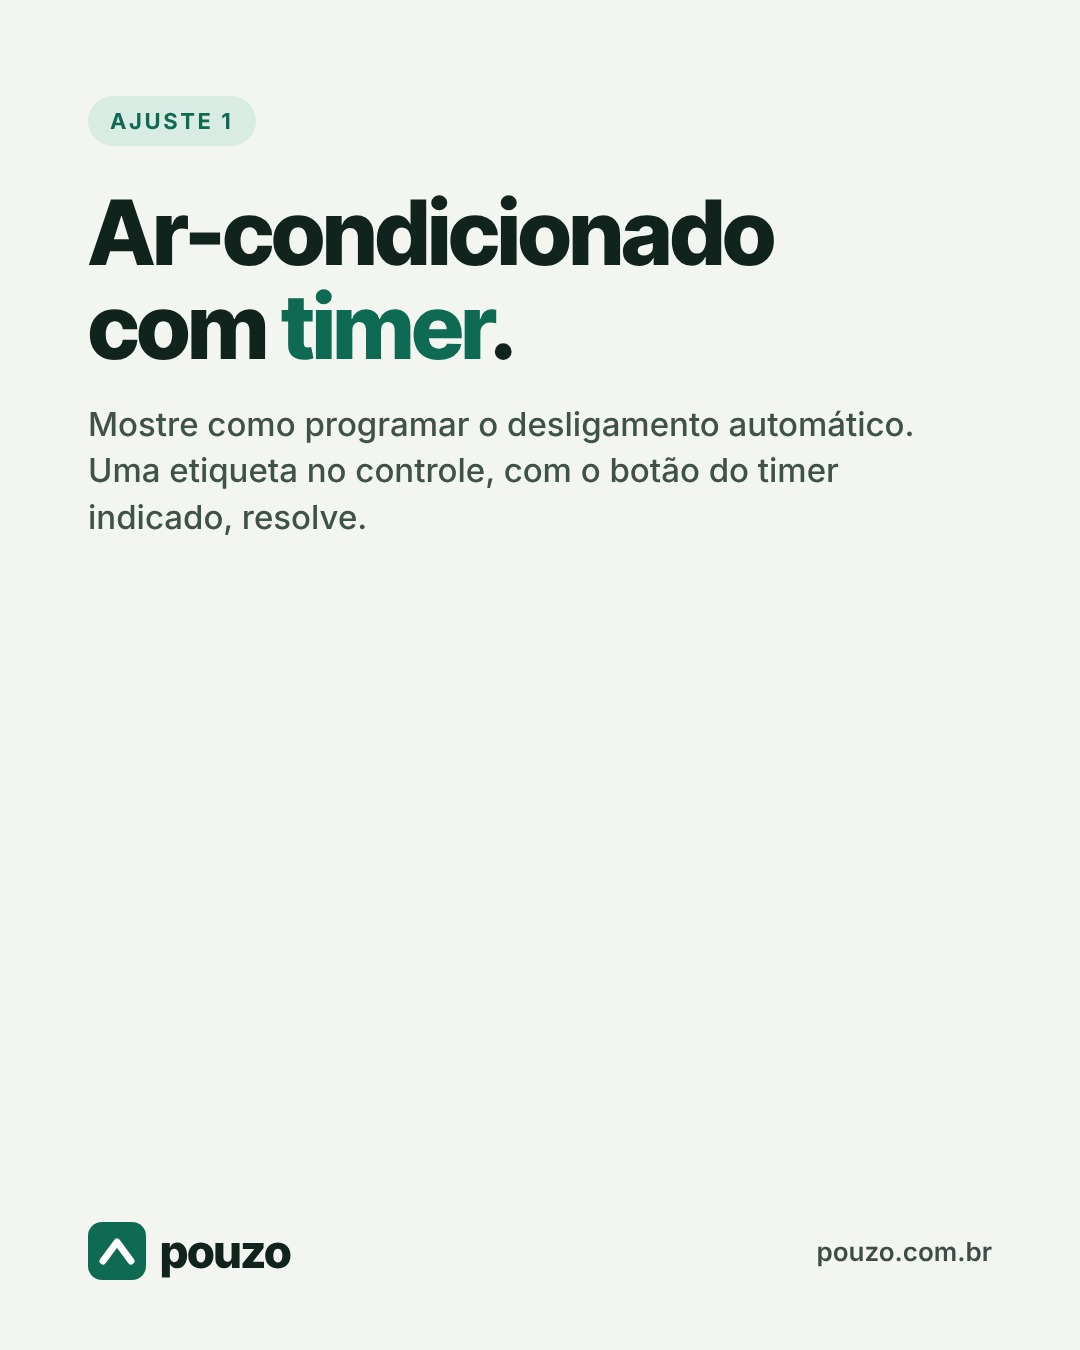 AJUSTE 1
Ar-condicionado
com timer.
Mostre como programar o desligamento automático.
Uma etiqueta no controle, com o botão do timer
indicado, resolve.
pouzo
pouzo.com.br